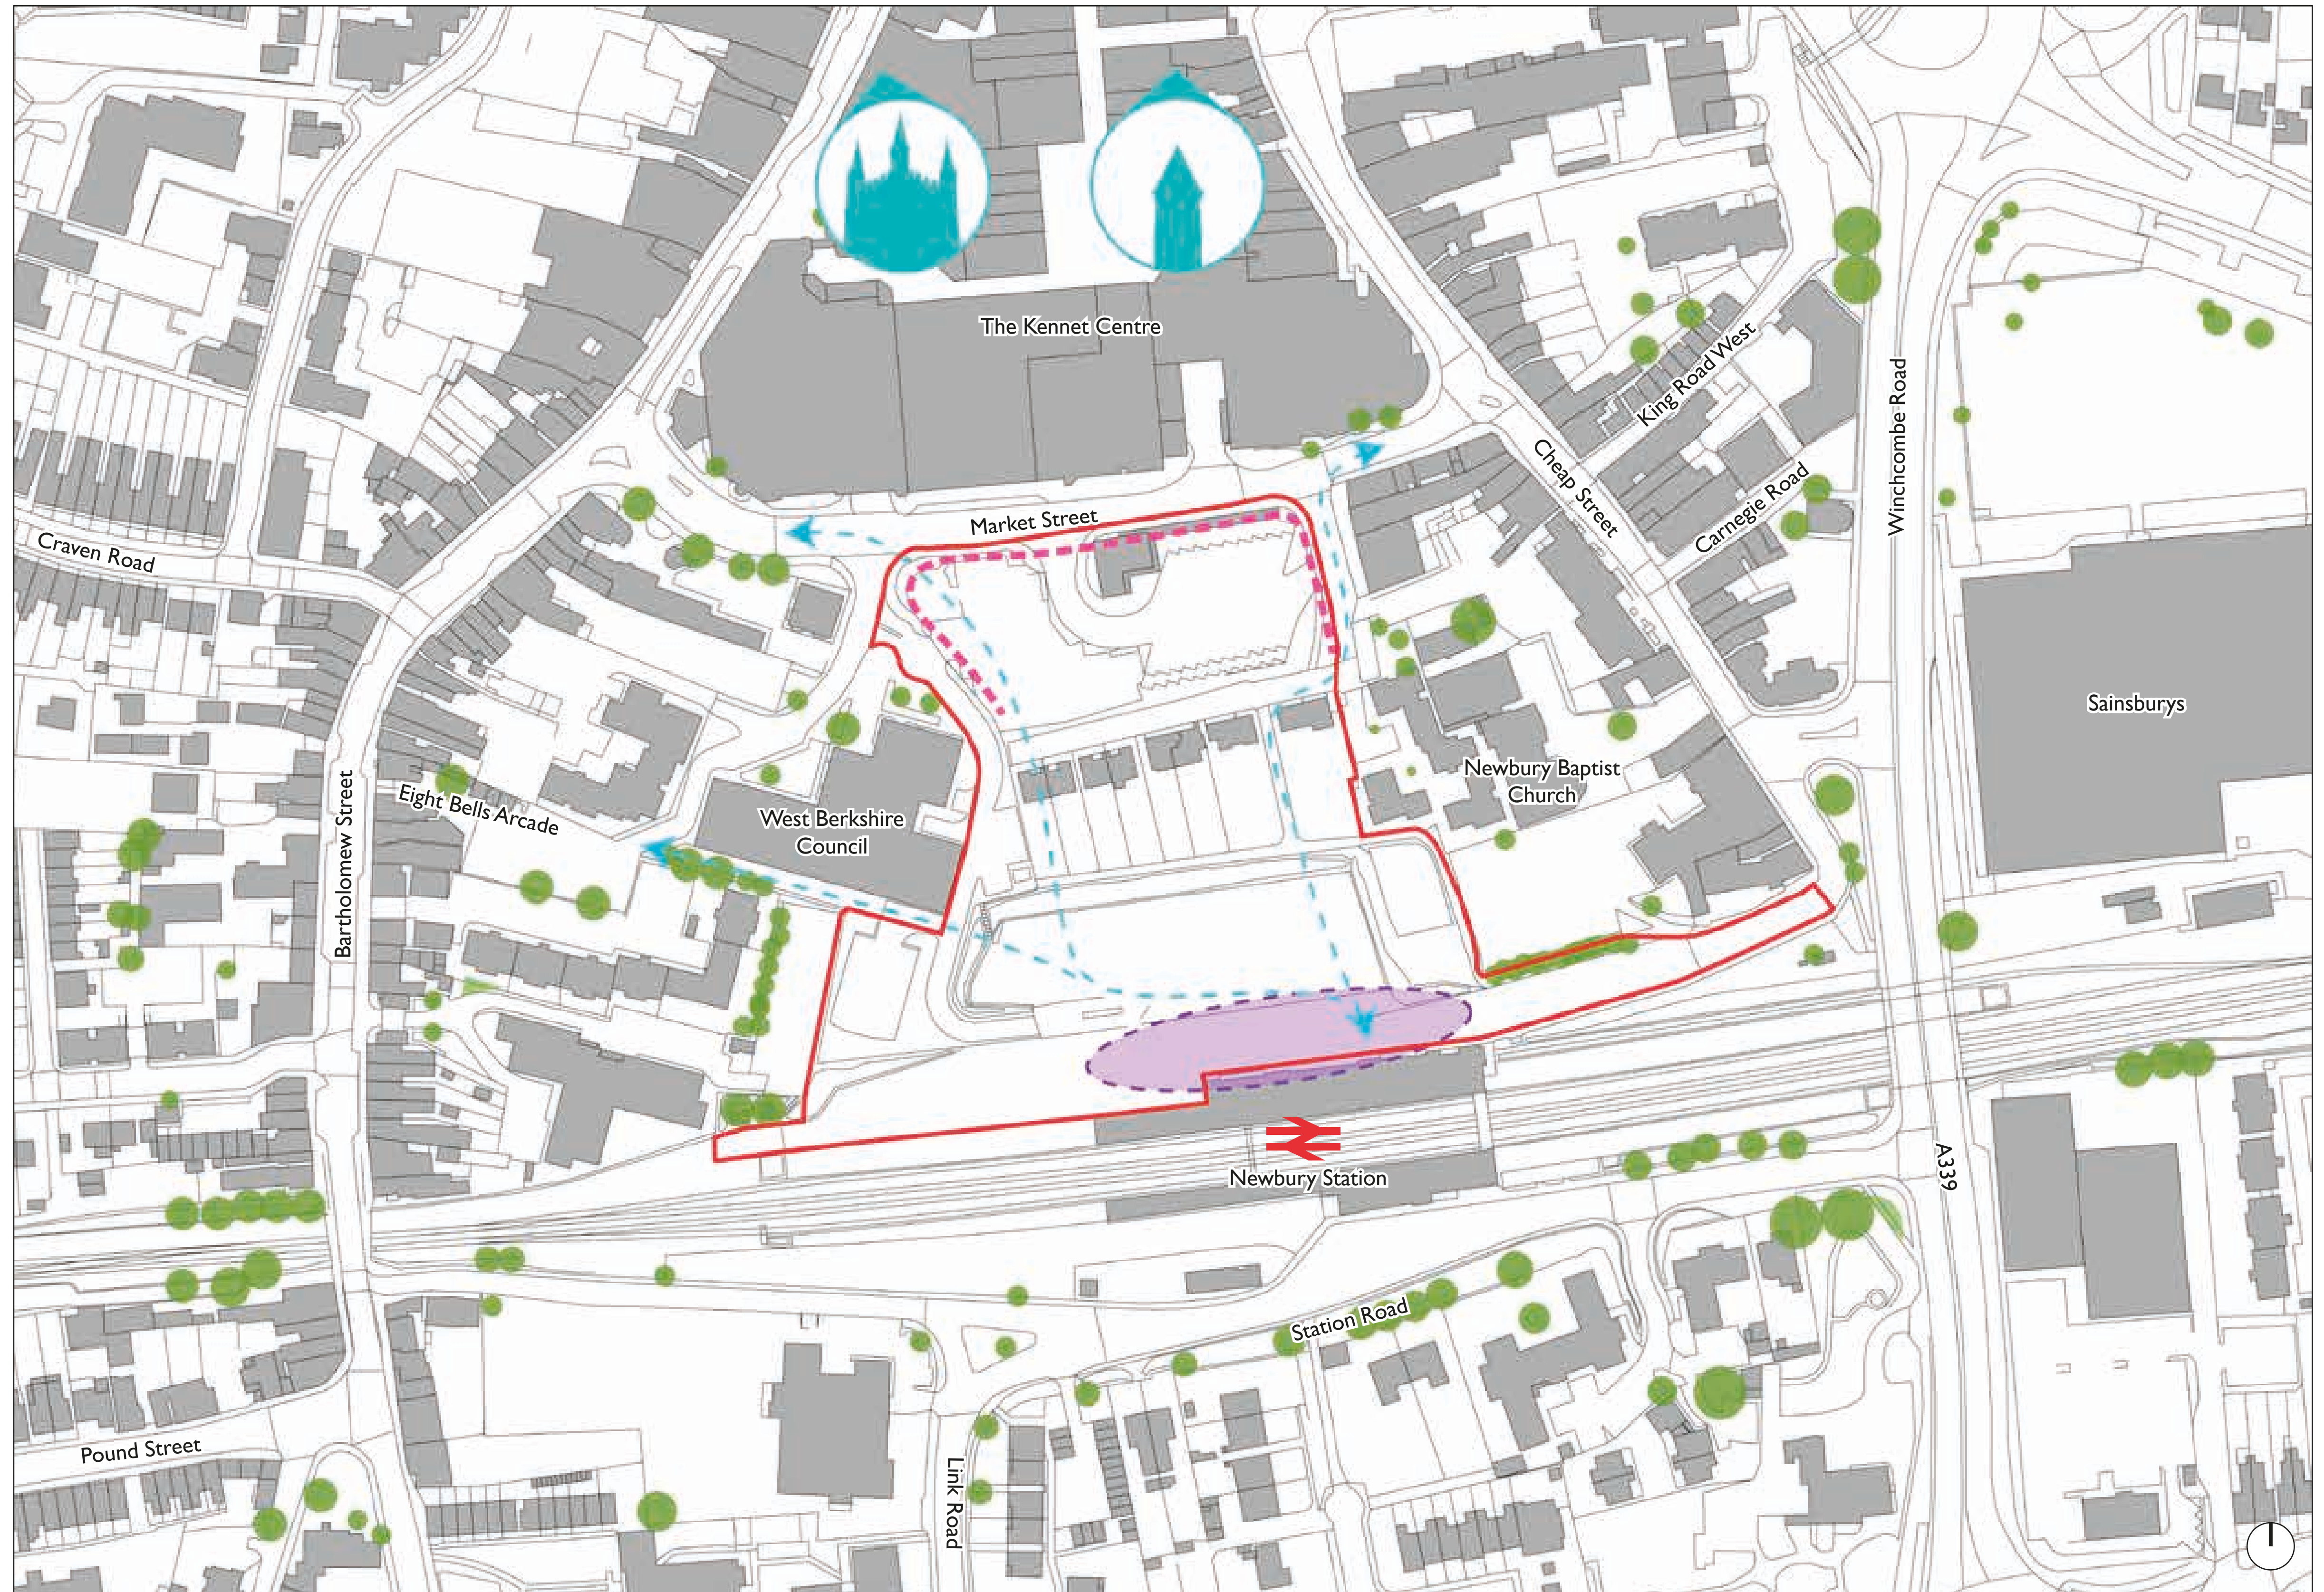 The Kennet Centre
King Road West
Winchcombe Road
Cheap Street
Carnegie Road
Market Street
Craven Road
Sainsburys
Newbury Baptist
Church
Eight Bells Arcade
West Berkshire
Council
Bartholomew Street
Newbury Station
A339
Station Road
Pound Street
Link Road